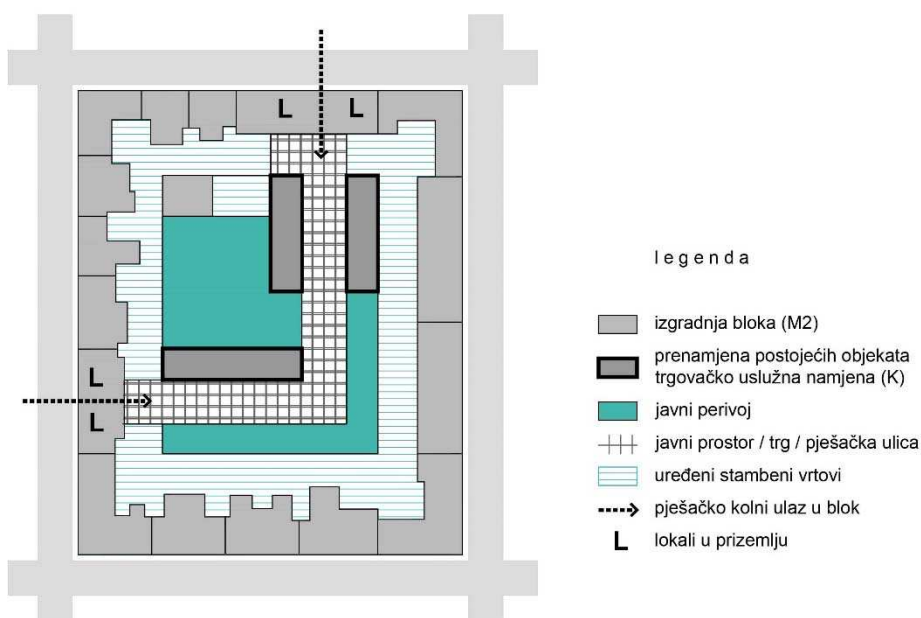 L L
L
L
l e g e n d a
izgradnja bloka (M2)
prenamjena postojećih objekata
trgovačko uslužna namjena (K)
javni perivoj
javni prostor / trg / pješačka ulica
uređeni stambeni vrtovi
pješačko kolni ulaz u blok
L lokali u prizemlju